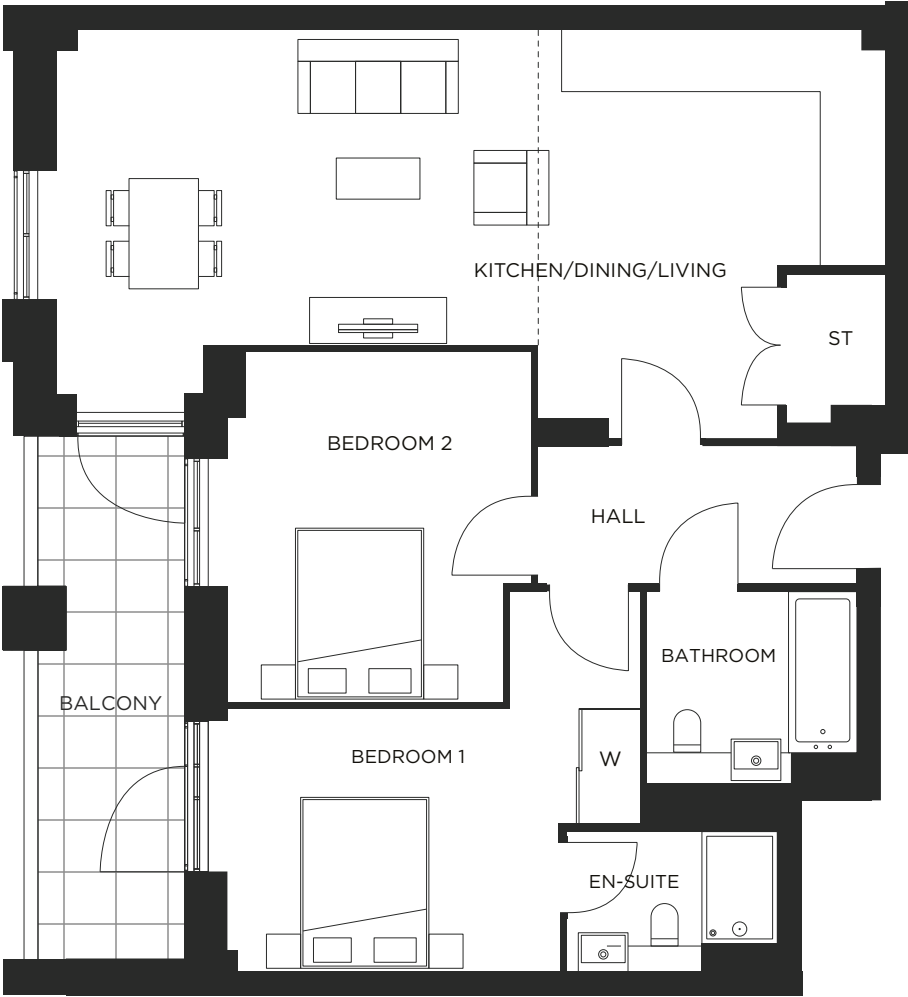 KITCHEN/DINING/LIVING
ST
BEDROOM 2
HALL
BATHROOM
BALCONY
BEDROOM 1
W
EN-SUITE